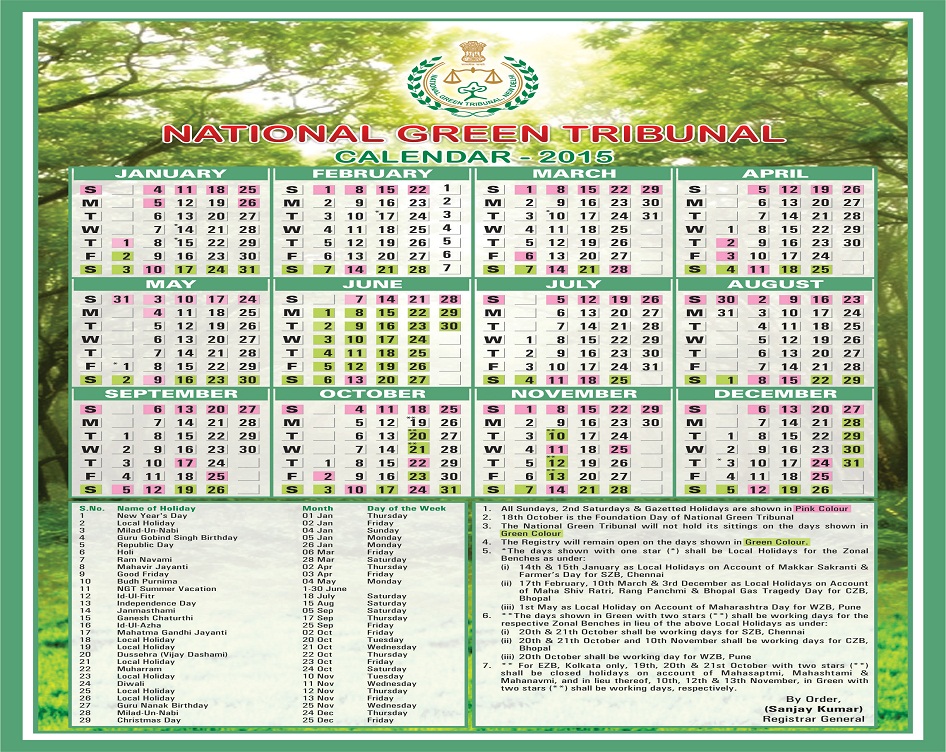 NATIONAL GREEN TRIBUNAL, NEW DELHI
NATIONAL GREEN TRIBUNAL
CALENDAR - 2015
JANUARY
S 4 11 18 25
M 5 12 19 26
T 6 13 20 27
W 7 *14 21 28
T 1 8 *15 22 29
F 2 9 16 23 30
S 3 10 17 24 31
FEBRUARY
S 1 8 15 22 1
M 2 9 16 23 2
T 3 10 *17 24 3
W 4 11 18 25 4
T 5 12 19 26 5
F 6 13 20 27 6
S 7 14 21 28 7
MARCH
S 1 8 15 22 29
M 2 9 16 23 30
T 3 *10 17 24 31
W 4 11 18 25
T 5 12 19 26
F 6 13 20 27
S 7 14 21 28
APRIL
S 5 12 19 26
M 6 13 20 27
T 7 14 21 28
W 1 8 15 22 29
T 2 9 16 23 30
F 3 10 17 24
S 4 11 18 25
MAY
S 31 3 10 17 24
M 4 11 18 25
T 5 12 19 26
W 6 13 20 27
T 7 14 21 28
F *1 8 15 22 29
S 2 9 16 23 30
JUNE
S 7 14 21 28
M 1 8 15 22 29
T 2 9 16 23 30
W 3 10 17 24
T 4 11 18 25
F 5 12 19 26
S 6 13 20 27
JULY
S 5 12 19 26
M 6 13 20 27
T 7 14 21 28
W 1 8 15 22 29
T 2 9 16 23 30
F 3 10 17 24 31
S 4 11 18 25
AUGUST
S 30 2 9 16 23
M 31 3 10 17 24
T 4 11 18 25
W 5 12 19 26
T 6 13 20 27
F 7 14 21 28
S 1 8 15 22 29
SEPTEMBER
S 6 13 20 27
M 7 14 21 28
T 1 8 15 22 29
W 2 9 16 23 30
T 3 10 17 24
F 4 11 18 25
S 5 12 19 26
OCTOBER
S 4 11 18 25
M 5 12 **19 26
T 6 13 **20 27
W 7 14 **21 28
T 1 8 15 22 29
F 2 9 16 23 30
S 3 10 17 24 31
NOVEMBER
S 1 8 15 22 29
M 2 9 16 23 30
T 3 **10 17 24
W 4 11 18 25
T 5 **12 19 26
F 6 **13 20 27
S 7 14 21 28
DECEMBER
S 6 13 20 27
M 7 14 21 28
T 1 8 15 22 29
W 2 9 16 23 30
T *3 10 17 24 31
F 4 11 18 25
S 5 12 19 26
S.No. Name of Holiday Month Day of the Week
1 New Year's Day 01 Jan Thursday
2 Local Holiday 02 Jan Friday
3 Milad-Un-Nabi 04 Jan Sunday
4 Guru Gobind Singh Birthday 05 Jan Monday
5 Republic Day 26 Jan Monday
6 Holi 06 Mar Friday
7 Ran Navami 28 Mar Saturday
8 Mahavir Jayanti 02 Apr Thursday
9 Good Friday 03 Apr Friday
10 Budh Purnima 04 May Monday
11 NGT Summer Vacation 1-30 June
12 Id-Ul-Fitr 18 July Saturday
13 Independence Day 15 Aug Saturday
14 Janmasthami 05 Sep Saturday
15 Ganesh Chaturthi 17 Sep Thursday
16 Id-Ul-Azha 25 Sep Friday
17 Mahatma Gandhi Jayanti 02 Oct Friday
18 Local Holiday 20 Oct Tuesday
19 Local Holiday 21 Oct Wednesday
20 Dussehra (Vijay Dashami) 22 Oct Thursday
21 Local Holiday 23 Oct Friday
22 Muharram 24 Oct Saturday
23 Local Holiday 10 Nov Tuesday
24 Diwali 11 Nov Wednesday
25 Local Holiday 12 Nov Thursday
26 Local Holiday 13 Nov Friday
27 Guru Nanak Birthday 25 Nov Wednesday
28 Milad-Un-Nabi 24 Dec Thursday
29 Christmas Day 25 Dec Friday
1. All Sundays, 2nd Saturdays & Gazetted Holidays are shown in Pink Colour
2. 18th October is the Foundation Day of National Green Tribunal
3. The National Green Tribunal will not hold its sittings on the days shown in
Green Colour
4. The Registry will remain open on the days shown in Green Colour.
5. *The days shown with one star (*) shall be Local Holidays for the Zonal
Benches as under:
(i) 14th & 15th January as Local Holidays on Account of Makkar Sakranti &
Farmer's Day for SZB, Chennai
(ii) 17th February, 10th March & 3rd December as Local Holidays on Account
of Maha Shiv Ratri, Rang Panchmi & Bhopal Gas Tragedy Day for CZB,
Bhopal
(iii) 1st May as Local Holiday on Account of Maharashtra Day for WZB, Pune
6. **The days shown in Green with two stars (**) shall be working days for the
respective Zonal Benches in lieu of the above Local Holidays as under:
(i) 20th & 21th October shall be working days for SZB, Chennai
(ii) 20th & 21th October and 10th November shall be working days for CZB,
Bhopal
(iii) 20th October shall be working days for WZB, Pune
7. ** For EZB, Kolkata only, 19th, 20th & 21st October with two stars (**)
shall be closed holidays on account of Mahasaptmi, Mahashtami &
Mahanavmi, and in lieu thereof, 10th, 12th & 13th November, in Green with
two stars (**) shall be working days, respectively.
By Order,
(Sanjay Kumar)
Registrar General